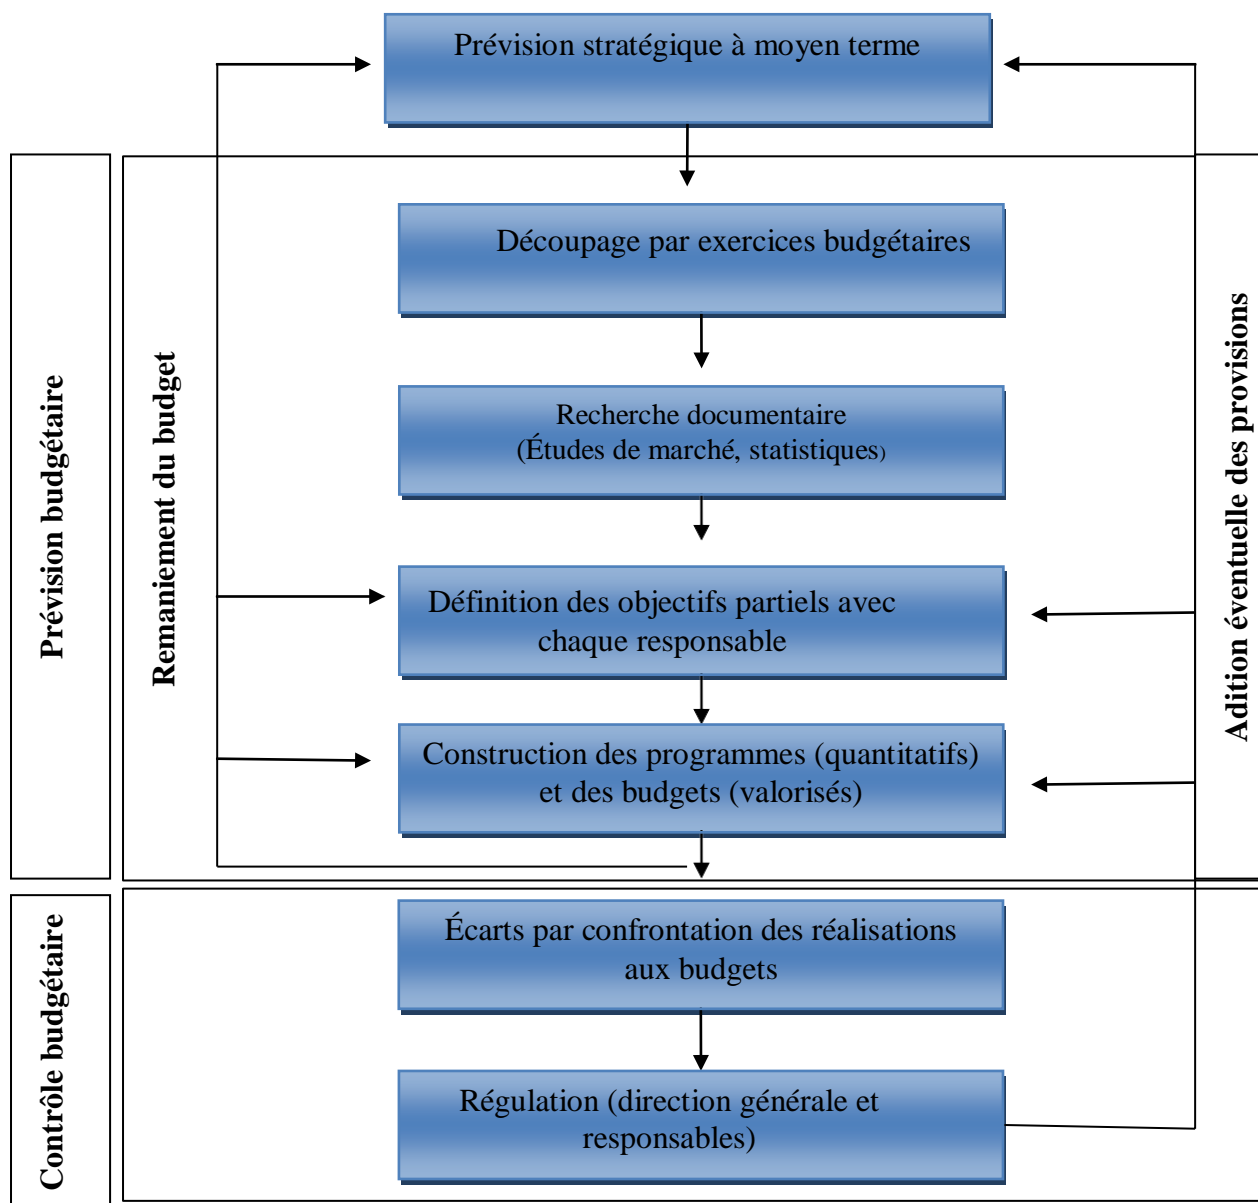 Prévision stratégique à moyen terme
Prévision budgétaire
Remaniement du budget
Découpage par exercices budgétaires
Recherche documentaire
(Études de marché, statistiques)
Définition des objectifs partiels avec
chaque responsable
Construction des programmes (quantitatifs)
et des budgets (valorisés)
Adition éventuelle des provisions
Contrôle budgétaire
Écarts par confrontation des réalisations
aux budgets
Régulation (direction générale et
responsables)